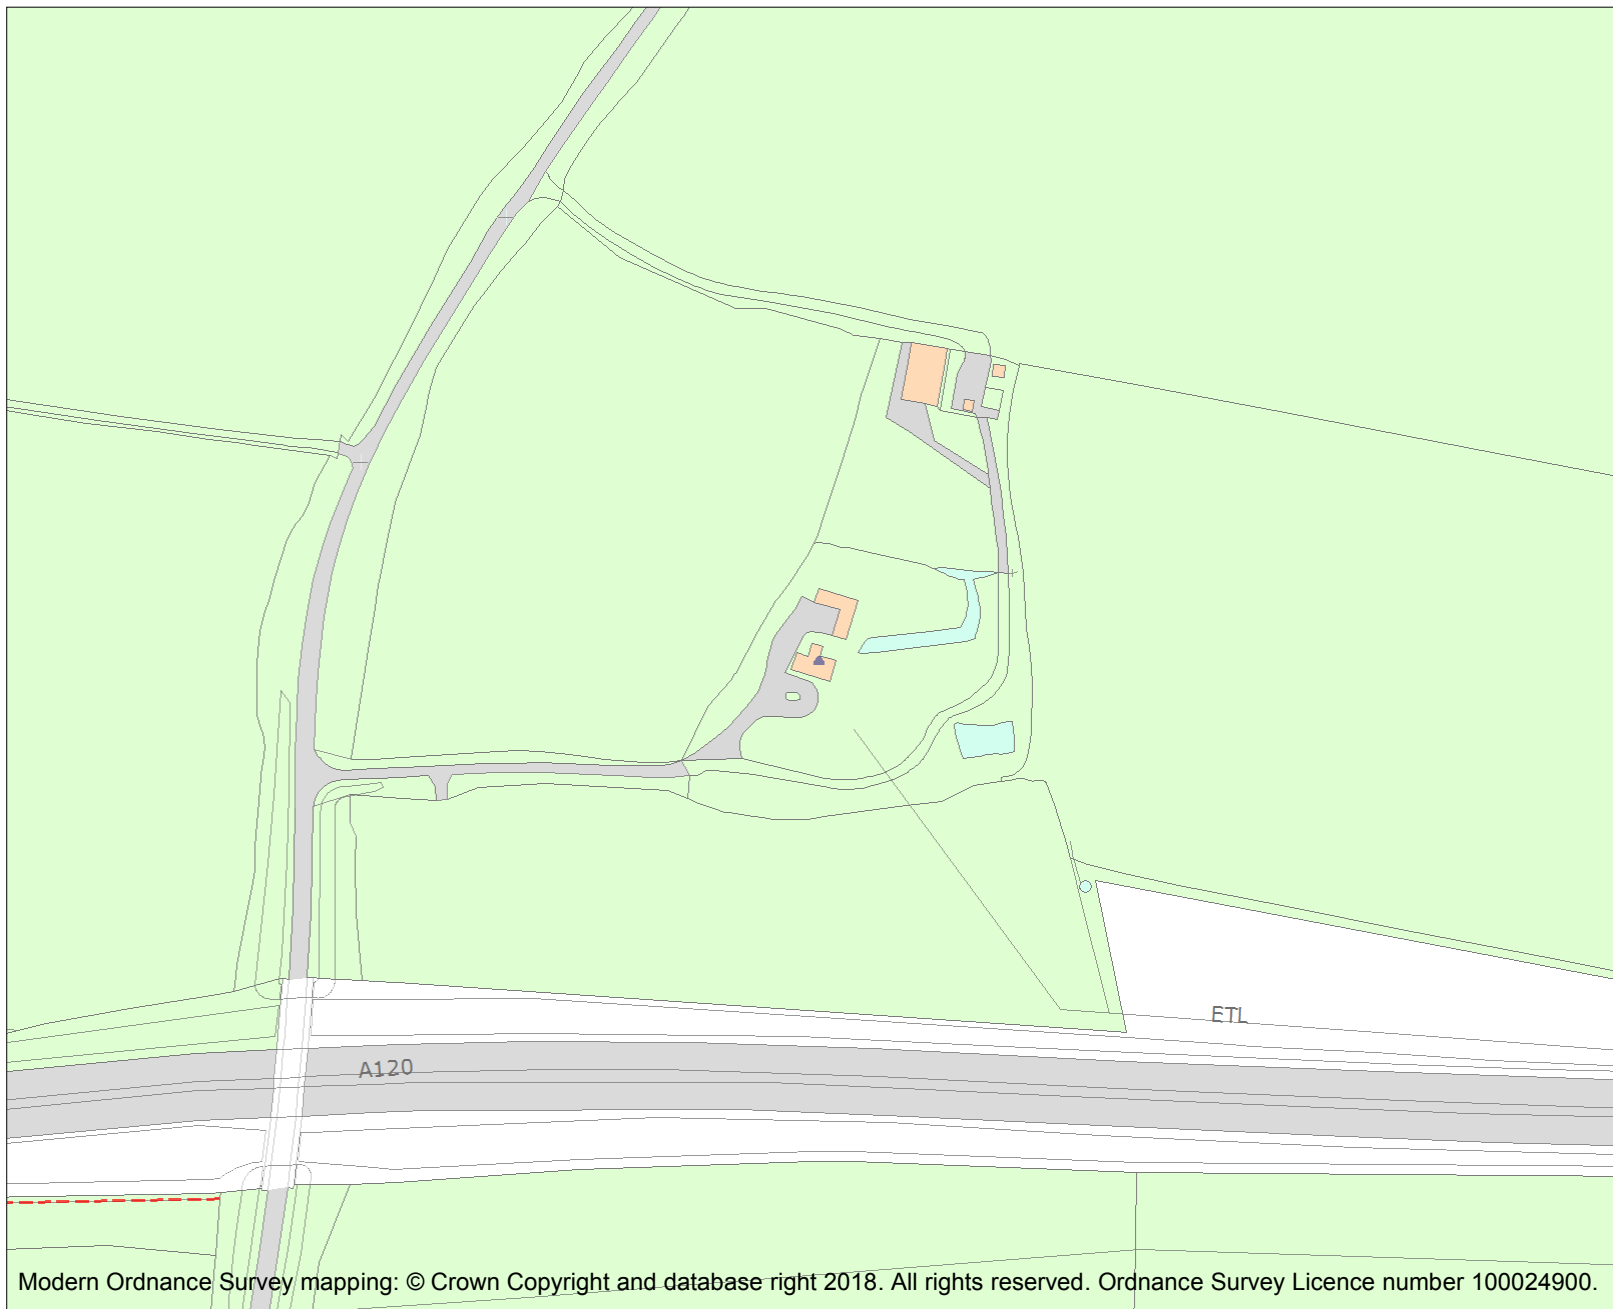 ETL
A120
Modern Ordnance Survey mapping: © Crown Copyright and database right 2018. All rights reserved. Ordnance Survey Licence number 100024900.